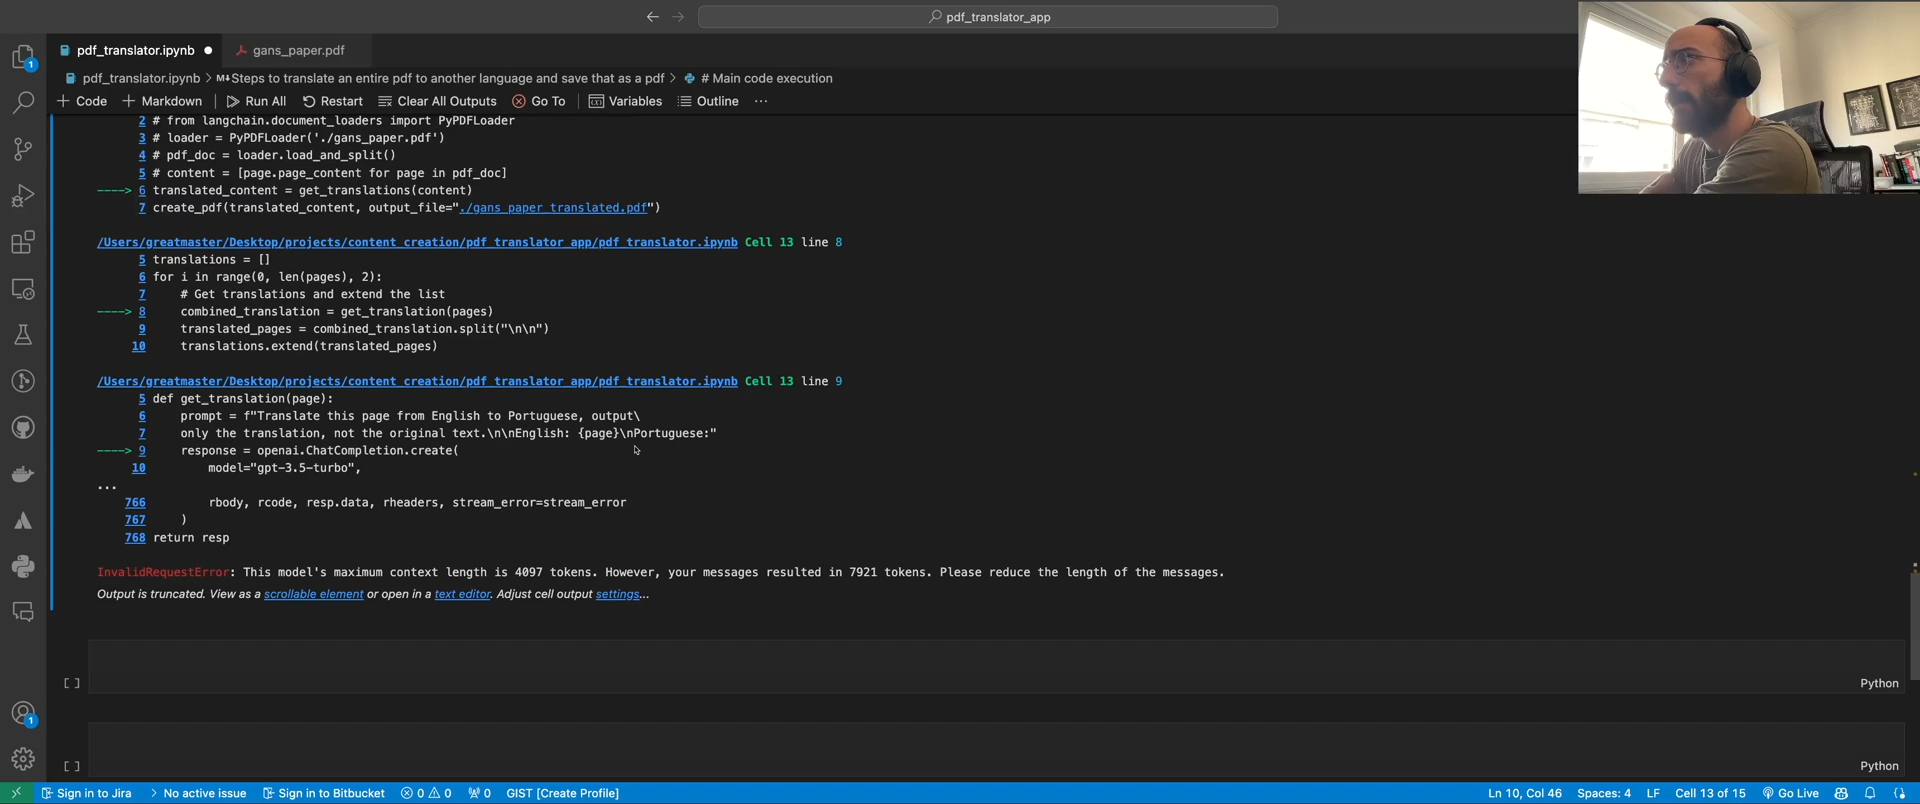 pdf_translator_app
pdf_translator.ipynb
gans_paper.pdf
pdf_translator.ipynb > M↓Steps to translate an entire pdf to another language and save that as a pdf > # Main code execution
+ Code + Markdown | Run All Restart Clear All Outputs Go To | Variables Outline ...
2 # from langchain.document_loaders import PyPDFLoader
3 # loader = PyPDFLoader('./gans_paper.pdf')
4 # pdf_doc = loader.load_and_split()
5 # content = [page.page_content for page in pdf_doc]
----> 6 translated_content = get_translations(content)
7 create_pdf(translated_content, output_file="./gans_paper_translated.pdf")
/Users/greatmaster/Desktop/projects/content_creation/pdf_translator_app/pdf_translator.ipynb Cell 13 line 8
5 translations = []
6 for i in range(0, len(pages), 2):
7 # Get translations and extend the list
----> 8 combined_translation = get_translation(pages)
9 translated_pages = combined_translation.split("\n\n")
10 translations.extend(translated_pages)
/Users/greatmaster/Desktop/projects/content_creation/pdf_translator_app/pdf_translator.ipynb Cell 13 line 9
5 def get_translation(page):
6 prompt = f"Translate this page from English to Portuguese, output\
7 only the translation, not the original text.\n\nEnglish: {page}\nPortuguese:"
----> 9 response = openai.ChatCompletion.create(
10 model="gpt-3.5-turbo",
...
766 rbody, rcode, resp.data, rheaders, stream_error=stream_error
767 )
768 return resp
InvalidRequestError: This model's maximum context length is 4097 tokens. However, your messages resulted in 7921 tokens. Please reduce the length of the messages.
Output is truncated. View as a scrollable element or open in a text editor. Adjust cell output settings...
[ ]
Python
[ ]
Python
1
1
Sign in to Jira > No active issue Sign in to Bitbucket 0 0 0 GIST [Create Profile] Ln 10, Col 46 Spaces: 4 LF Cell 13 of 15 Go Live